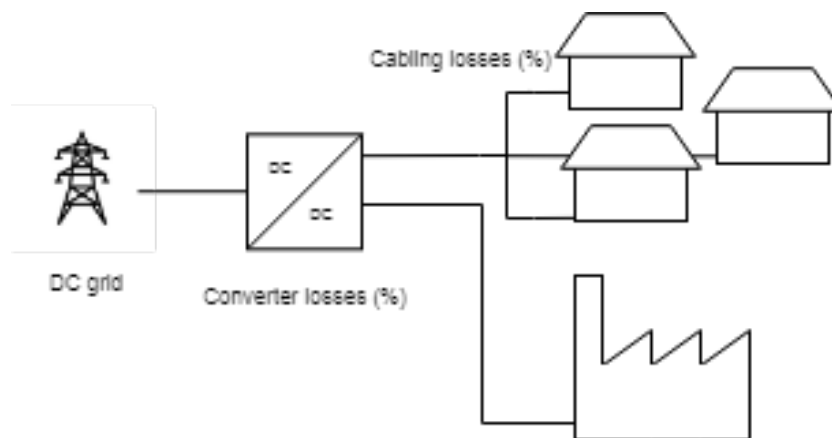 Cabling losses (%)
DC
DC
DC grid
Converter losses (%)